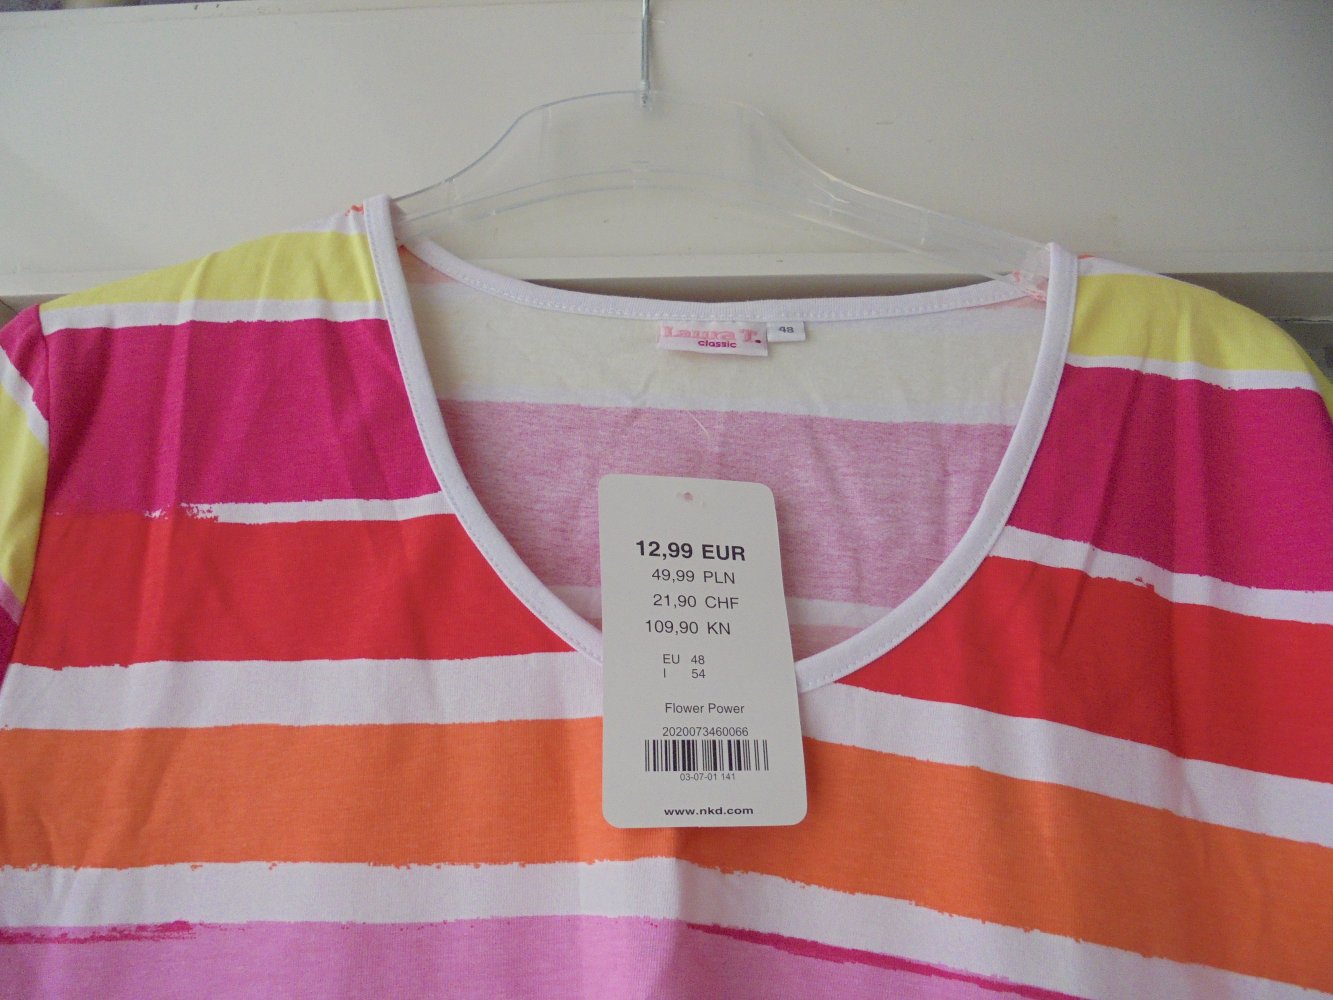 Laura T.
classic
48
12,99 EUR
49,99 PLN
21,90 CHF
109,90 KN
EU 48
I 54
Flower Power
2020073460066
03-07-01 141
www.nkd.com